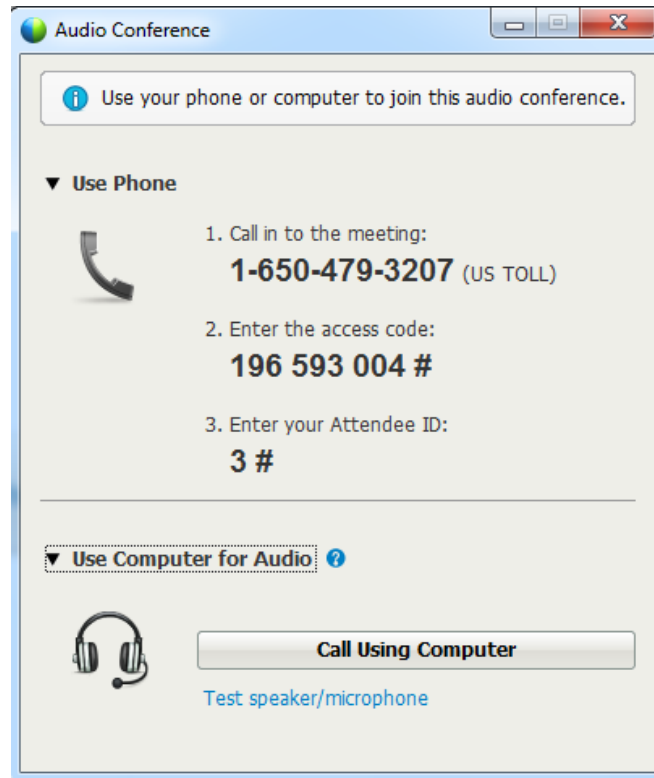 Audio Conference
Use your phone or computer to join this audio conference.
Use Phone
1. Call in to the meeting:
1-650-479-3207 (US TOLL)
2. Enter the access code:
196 593 004 #
3. Enter your Attendee ID:
3 #
Use Computer for Audio
Call Using Computer
Test speaker/microphone